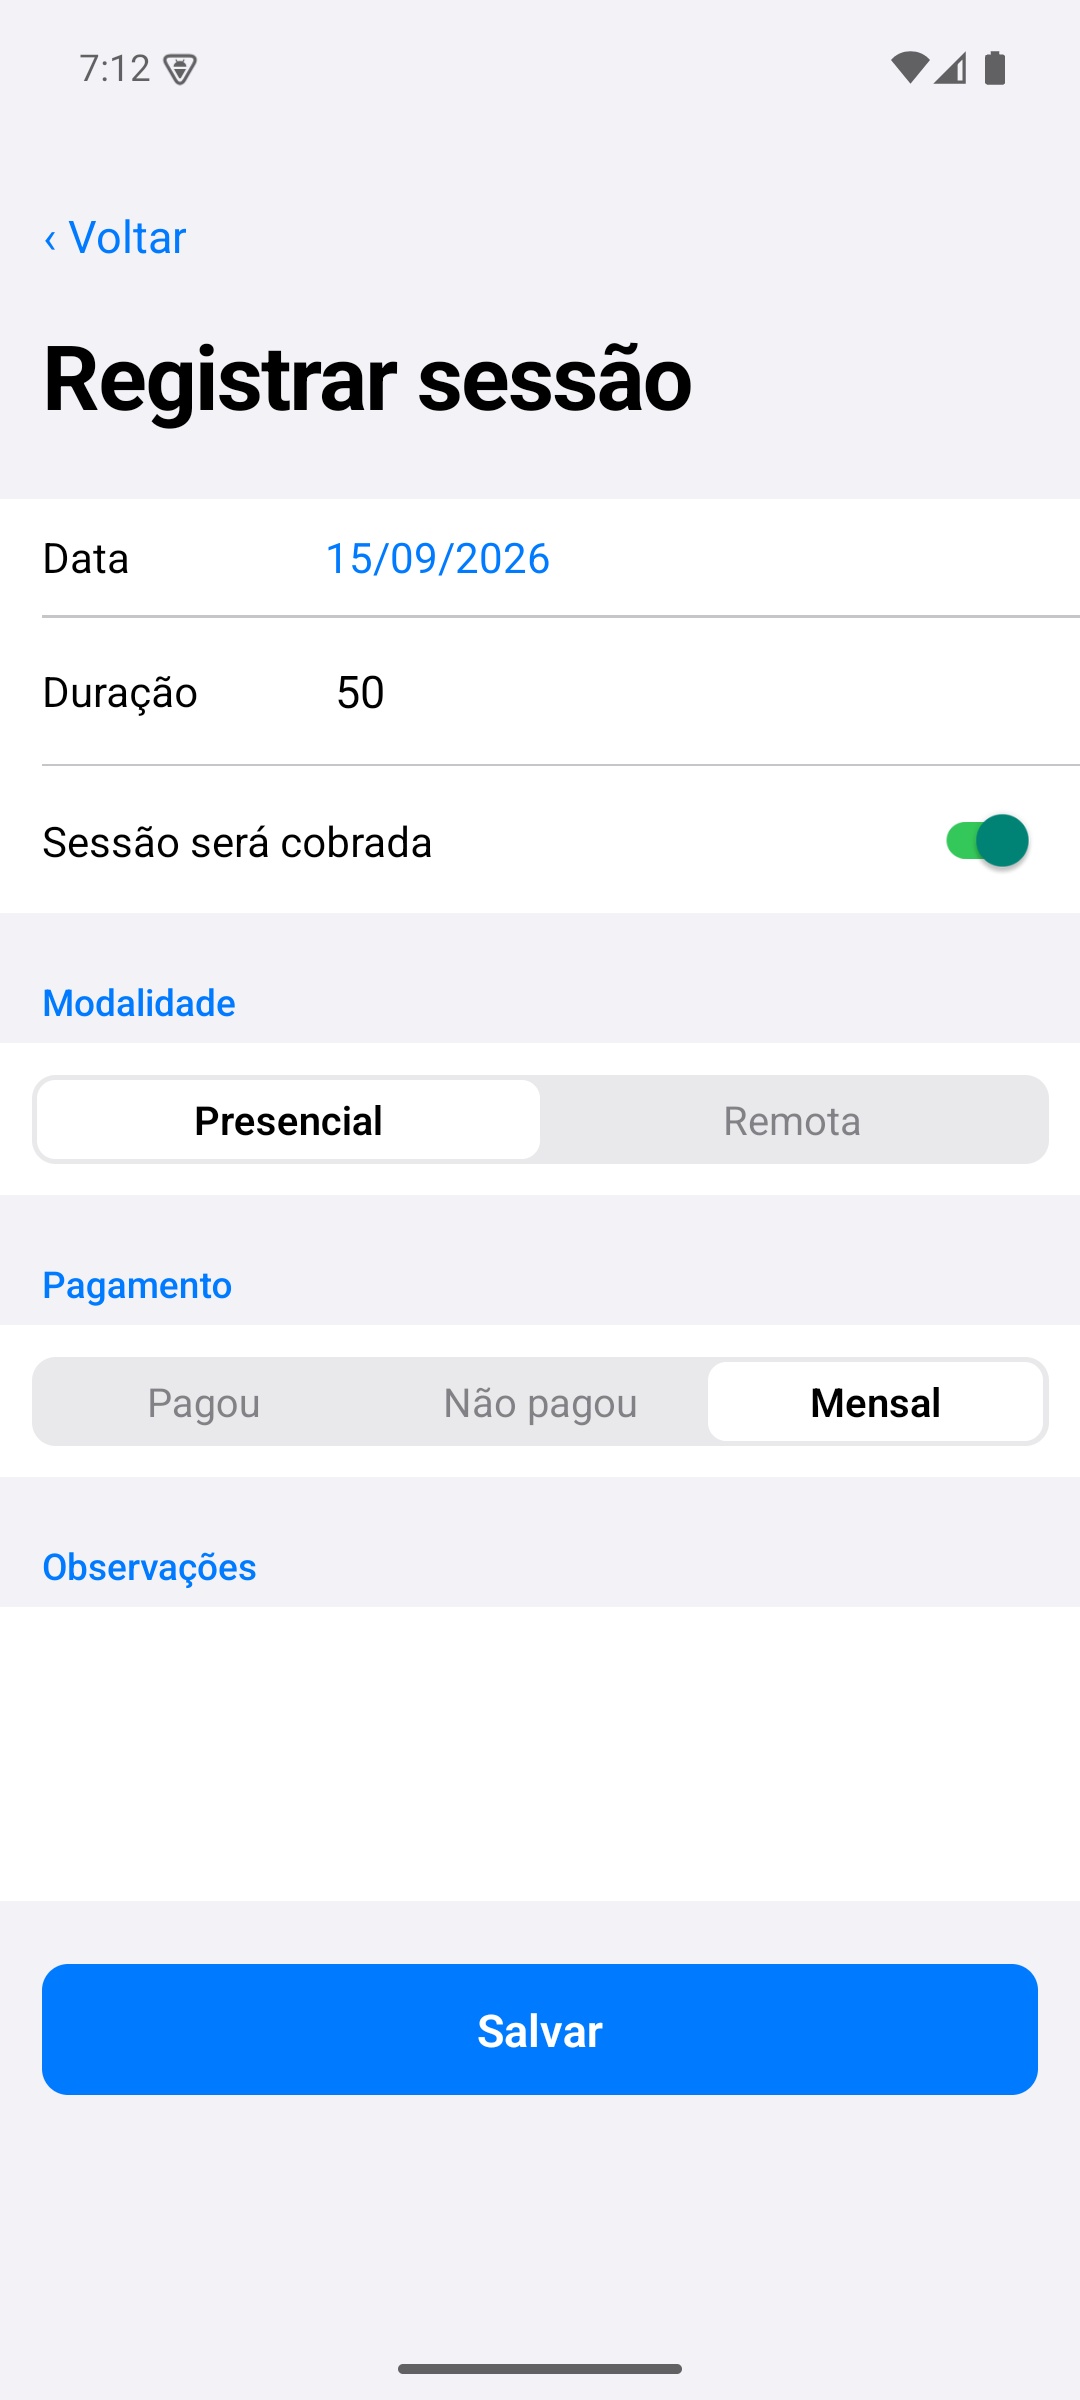 7:12
‹ Voltar
Registrar sessão
Data 15/09/2026
Duração 50
Sessão será cobrada
Modalidade
Presencial Remota
Pagamento
Pagou Não pagou Mensal
Observações
Salvar